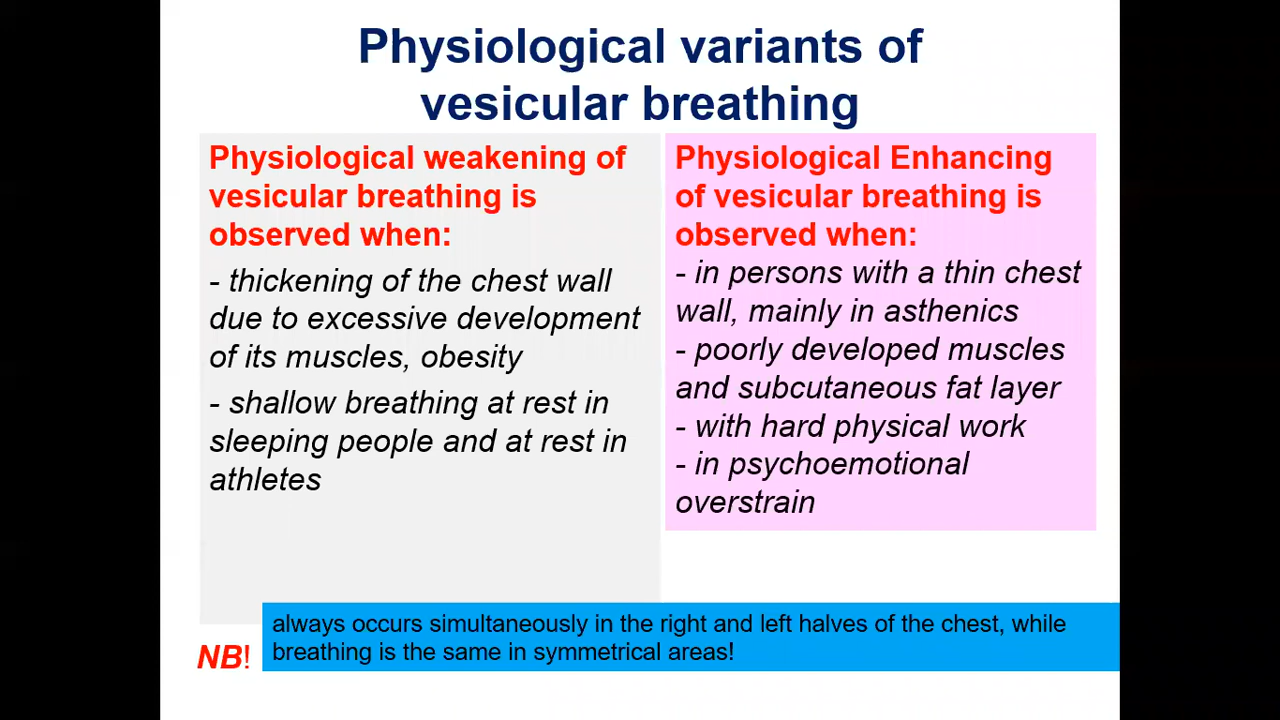 Physiological variants of
vesicular breathing
Physiological weakening of
vesicular breathing is
observed when:
- thickening of the chest wall
due to excessive development
of its muscles, obesity
- shallow breathing at rest in
sleeping people and at rest in
athletes
Physiological Enhancing
of vesicular breathing is
observed when:
- in persons with a thin chest
wall, mainly in asthenics
- poorly developed muscles
and subcutaneous fat layer
- with hard physical work
- in psychoemotional
overstrain
NB!
always occurs simultaneously in the right and left halves of the chest, while
breathing is the same in symmetrical areas!